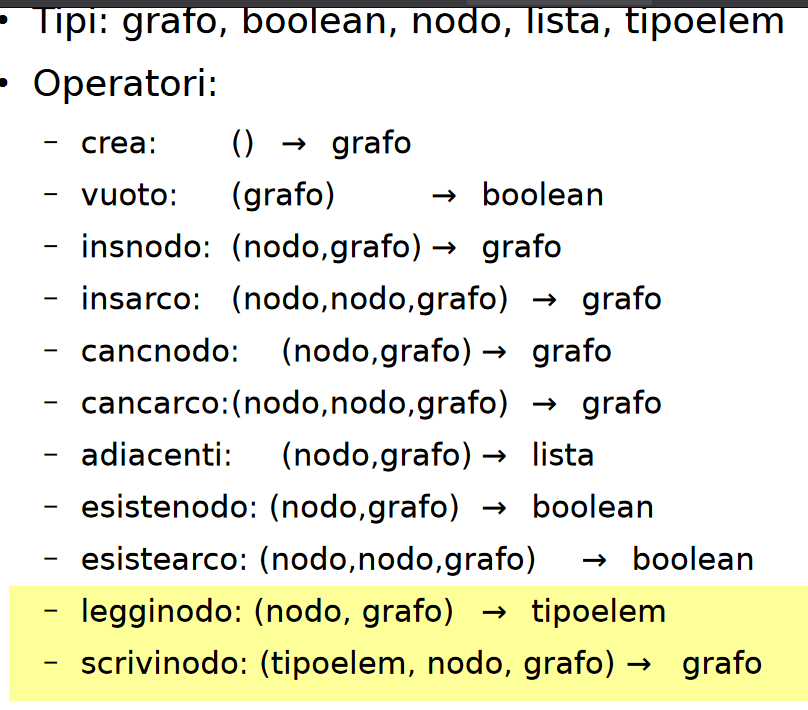 • Tipi: grafo, boolean, nodo, lista, tipoelem
• Operatori:
– crea: () → grafo
– vuoto: (grafo) → boolean
– insnodo: (nodo,grafo) → grafo
– insarco: (nodo,nodo,grafo) → grafo
– cancnodo: (nodo,grafo) → grafo
– cancarco:(nodo,nodo,grafo) → grafo
– adiacenti: (nodo,grafo) → lista
– esistenodo: (nodo,grafo) → boolean
– esistearco: (nodo,nodo,grafo) → boolean
– legginodo: (nodo, grafo) → tipoelem
– scrivinodo: (tipoelem, nodo, grafo) → grafo